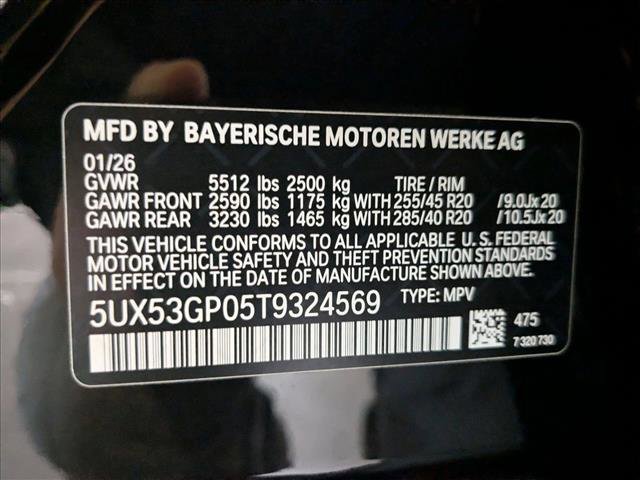 MFD BY BAYERISCHE MOTOREN WERKE AG
01/26
GVWR 5512 lbs 2500 kg TIRE / RIM
GAWR FRONT 2590 lbs 1175 kg WITH 255/45 R20 /9.0Jx20
GAWR REAR 3230 lbs 1465 kg WITH 285/40 R20 /10.5Jx20
THIS VEHICLE CONFORMS TO ALL APPLICABLE U. S. FEDERAL
MOTOR VEHICLE SAFETY AND THEFT PREVENTION STANDARDS
IN EFFECT ON THE DATE OF MANUFACTURE SHOWN ABOVE.
5UX53GP05T9324569 TYPE: MPV
475
7 320 730